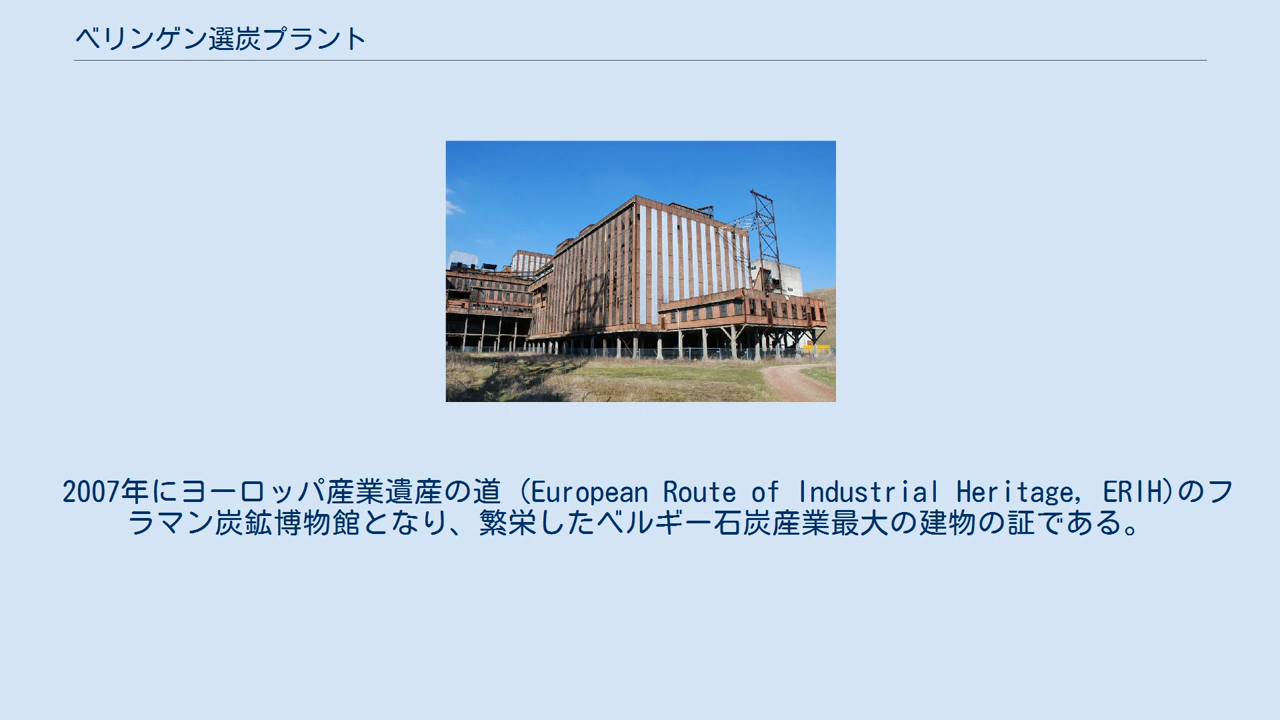 ベリンゲン選炭プラント
2007年にヨーロッパ産業遺産の道 (European Route of Industrial Heritage, ERIH)のフ
ラマン炭鉱博物館となり、繁栄したベルギー石炭産業最大の建物の証である。